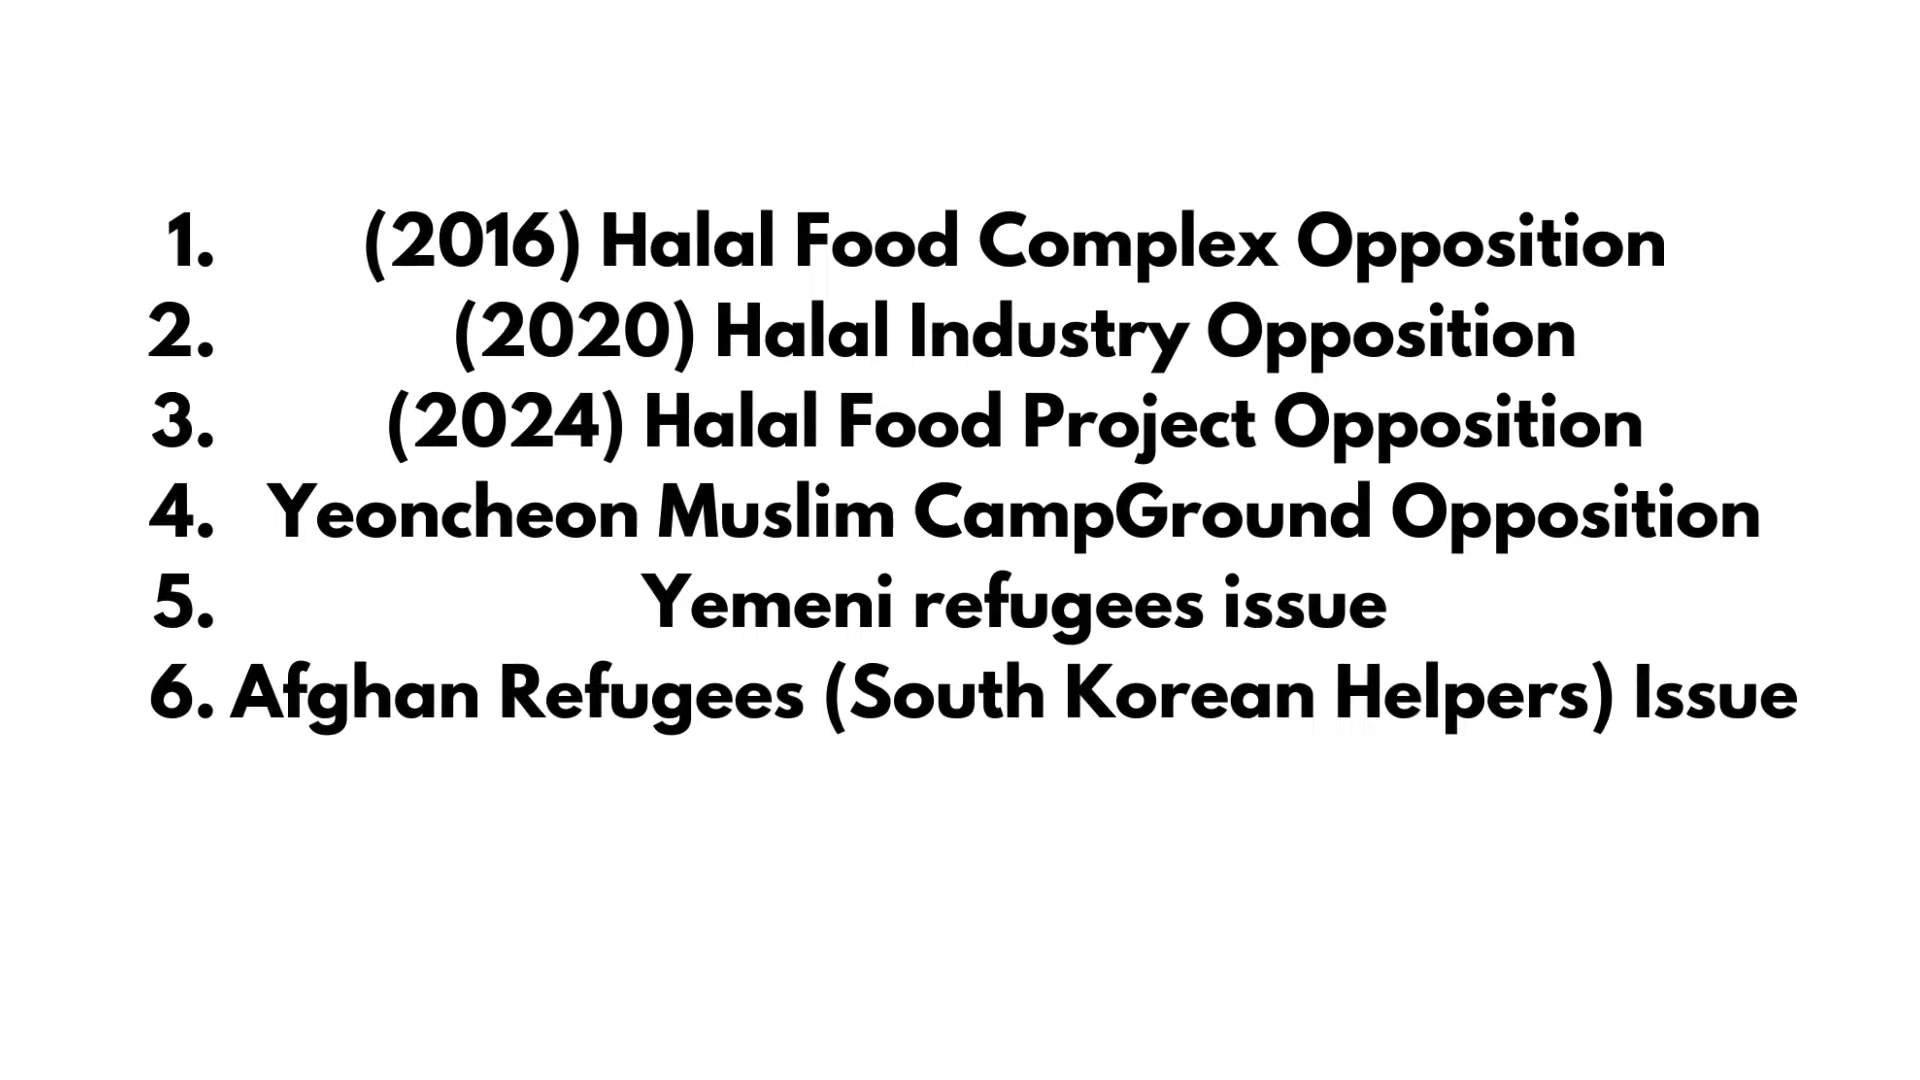 1. (2016) Halal Food Complex Opposition
2. (2020) Halal Industry Opposition
3. (2024) Halal Food Project Opposition
4. Yeoncheon Muslim CampGround Opposition
5. Yemeni refugees issue
6. Afghan Refugees (South Korean Helpers) Issue